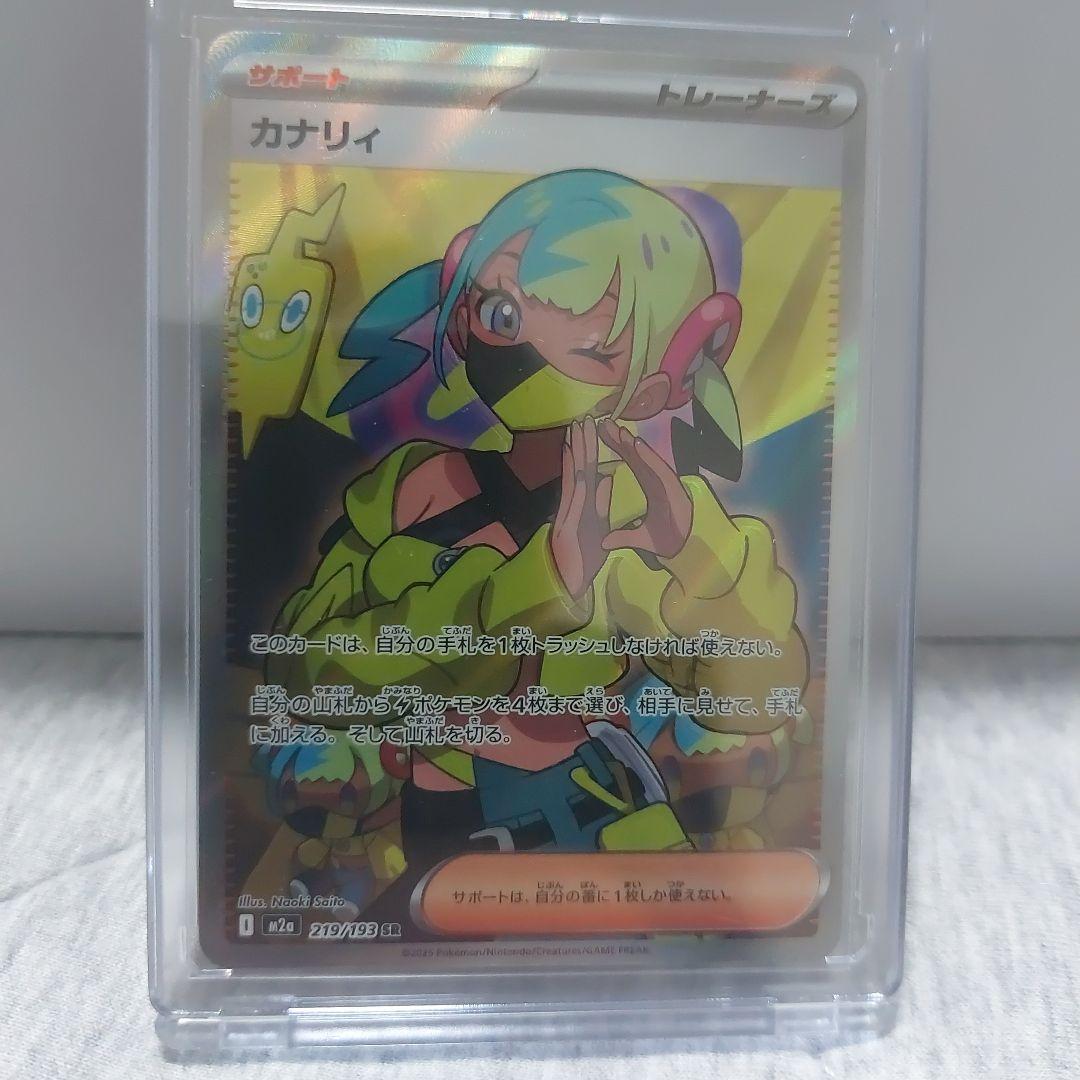 サポート
トレーナーズ
カナリィ
このカードは、自分の手札を1枚トラッシュしなければ使えない。
自分の山札からポケモンを4枚まで選び、相手に見せて、手札
に加える。そして山札を切る。
サポートは、自分の番に1枚しか使えない。
Illus. Naoki Saito
I m2a 219/193 SR
©2025 Pokémon/Nintendo/Creatures/GAME FREAK